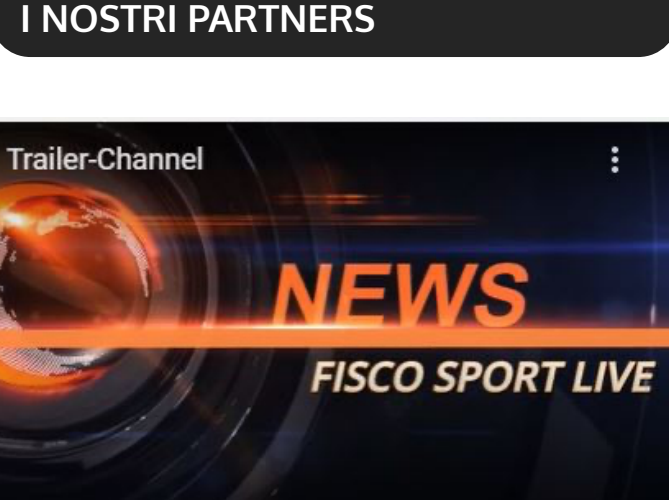 I NOSTRI PARTNERS
Trailer-Channel
NEWS
FISCO SPORT LIVE